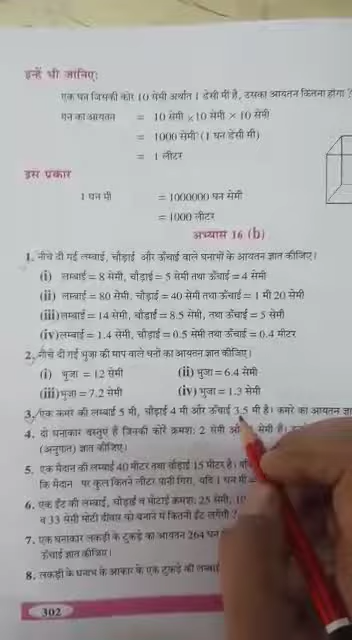 इन्हें भी जानिए:
एक घन जिसकी कोर 10 सेमी अर्थात 1 डेसी मी है, उसका आयतन कितना होगा ?
घन का आयतन = 10 सेमी × 10 सेमी × 10 सेमी
= 1000 सेमी³ (1 घन डेसी मी)
= 1 लीटर
इस प्रकार
1 घन मी = 1000000 घन सेमी
= 1000 लीटर
अभ्यास 16 (b)
1. नीचे दी गई लम्बाई, चौड़ाई और ऊँचाई वाले घनाभों के आयतन ज्ञात कीजिए।
(i) लम्बाई = 8 सेमी, चौड़ाई = 5 सेमी तथा ऊँचाई = 4 सेमी
(ii) लम्बाई = 80 सेमी, चौड़ाई = 40 सेमी तथा ऊँचाई = 1 मी 20 सेमी
(iii) लम्बाई = 14 सेमी, चौड़ाई = 8.5 सेमी, तथा ऊँचाई = 5 सेमी
(iv) लम्बाई = 1.4 सेमी, चौड़ाई = 0.5 सेमी तथा ऊँचाई = 0.4 मीटर
2. नीचे दी गई भुजा की माप वाले घनों का आयतन ज्ञात कीजिए।
(i) भुजा = 12 सेमी (ii) भुजा = 6.4 सेमी
(iii) भुजा = 7.2 सेमी (iv) भुजा = 1.3 सेमी
3. एक कमरे की लम्बाई 5 मी, चौड़ाई 4 मी और ऊँचाई 3.5 मी है। कमरे का आयतन
4. दो घनाकार वस्तुएँ हैं जिनकी कोरें क्रमशः 2 सेमी सेमी हैं।
(अनुपात) ज्ञात कीजिए।
5. एक मैदान की लम्बाई 40 मीटर तथा चौड़ाई 15 मीटर है।
कि मैदान पर कुल कितने लीटर पानी गिरा, यदि 1 घन मी =
6. एक ईंट की लम्बाई, चौड़ाई व मोटाई क्रमशः 25 सेमी, 10
व 33 सेमी मोटी दीवार को बनाने में कितनी ईंट लगेंगी ?
7. एक घनाकार लकड़ी के टुकड़े का आयतन 264 घन
ऊँचाई ज्ञात कीजिए।
8. लकड़ी के घनाभ के आकार के एक टुकड़े की लम्बाई
302